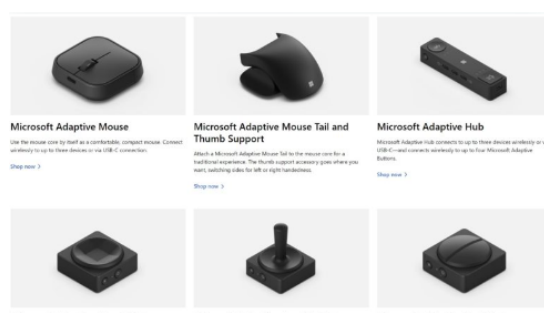 Microsoft Adaptive Mouse
Use the mouse core by itself as a comfortable, compact mouse. Connect
wirelessly to up to three devices or via USB-C connection.
Shop now >
Microsoft Adaptive Mouse Tail and
Thumb Support
Attach a Microsoft Adaptive Mouse Tail to the mouse core for a
traditional experience. The thumb support accessory goes where you
want, switching sides for left or right handedness.
Shop now >
Microsoft Adaptive Hub
Microsoft Adaptive Hub connects to up to three devices wirelessly or
USB-C—and connects wirelessly to up to four Microsoft Adaptive
Buttons.
Shop now >